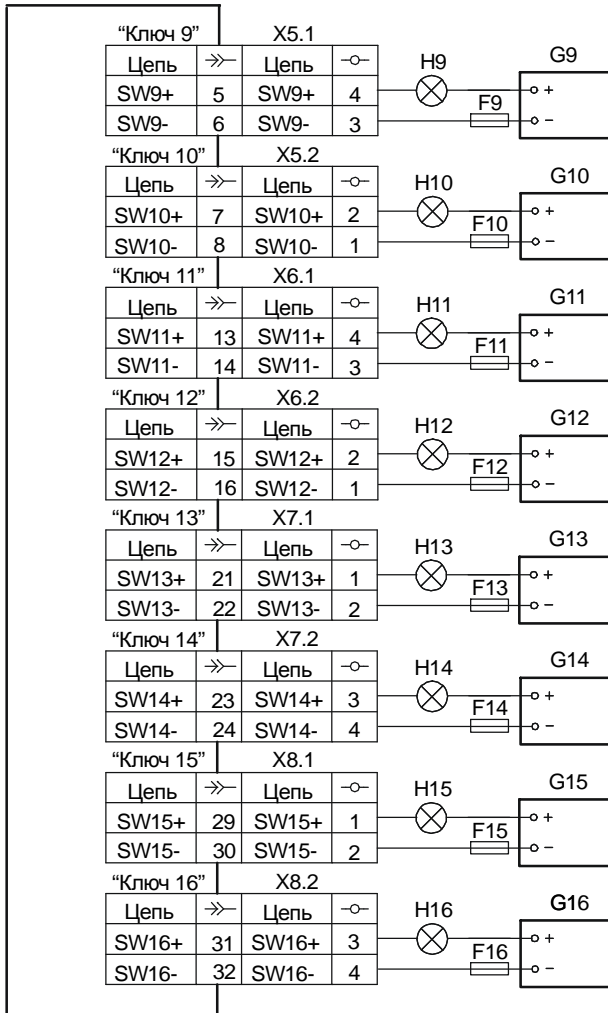 “Ключ 9” X5.1
Цепь Цепь H9 G9
SW9+ 5 SW9+ 4 +
SW9- 6 SW9- 3 F9 −
“Ключ 10” X5.2
Цепь Цепь H10 G10
SW10+ 7 SW10+ 2 +
SW10- 8 SW10- 1 F10 −
“Ключ 11” X6.1
Цепь Цепь H11 G11
SW11+ 13 SW11+ 4 +
SW11- 14 SW11- 3 F11 −
“Ключ 12” X6.2
Цепь Цепь H12 G12
SW12+ 15 SW12+ 2 +
SW12- 16 SW12- 1 F12 −
“Ключ 13” X7.1
Цепь Цепь H13 G13
SW13+ 21 SW13+ 1 +
SW13- 22 SW13- 2 F13 −
“Ключ 14” X7.2
Цепь Цепь H14 G14
SW14+ 23 SW14+ 3 +
SW14- 24 SW14- 4 F14 −
“Ключ 15” X8.1
Цепь Цепь H15 G15
SW15+ 29 SW15+ 1 +
SW15- 30 SW15- 2 F15 −
“Ключ 16” X8.2
Цепь Цепь H16 G16
SW16+ 31 SW16+ 3 +
SW16- 32 SW16- 4 F16 −